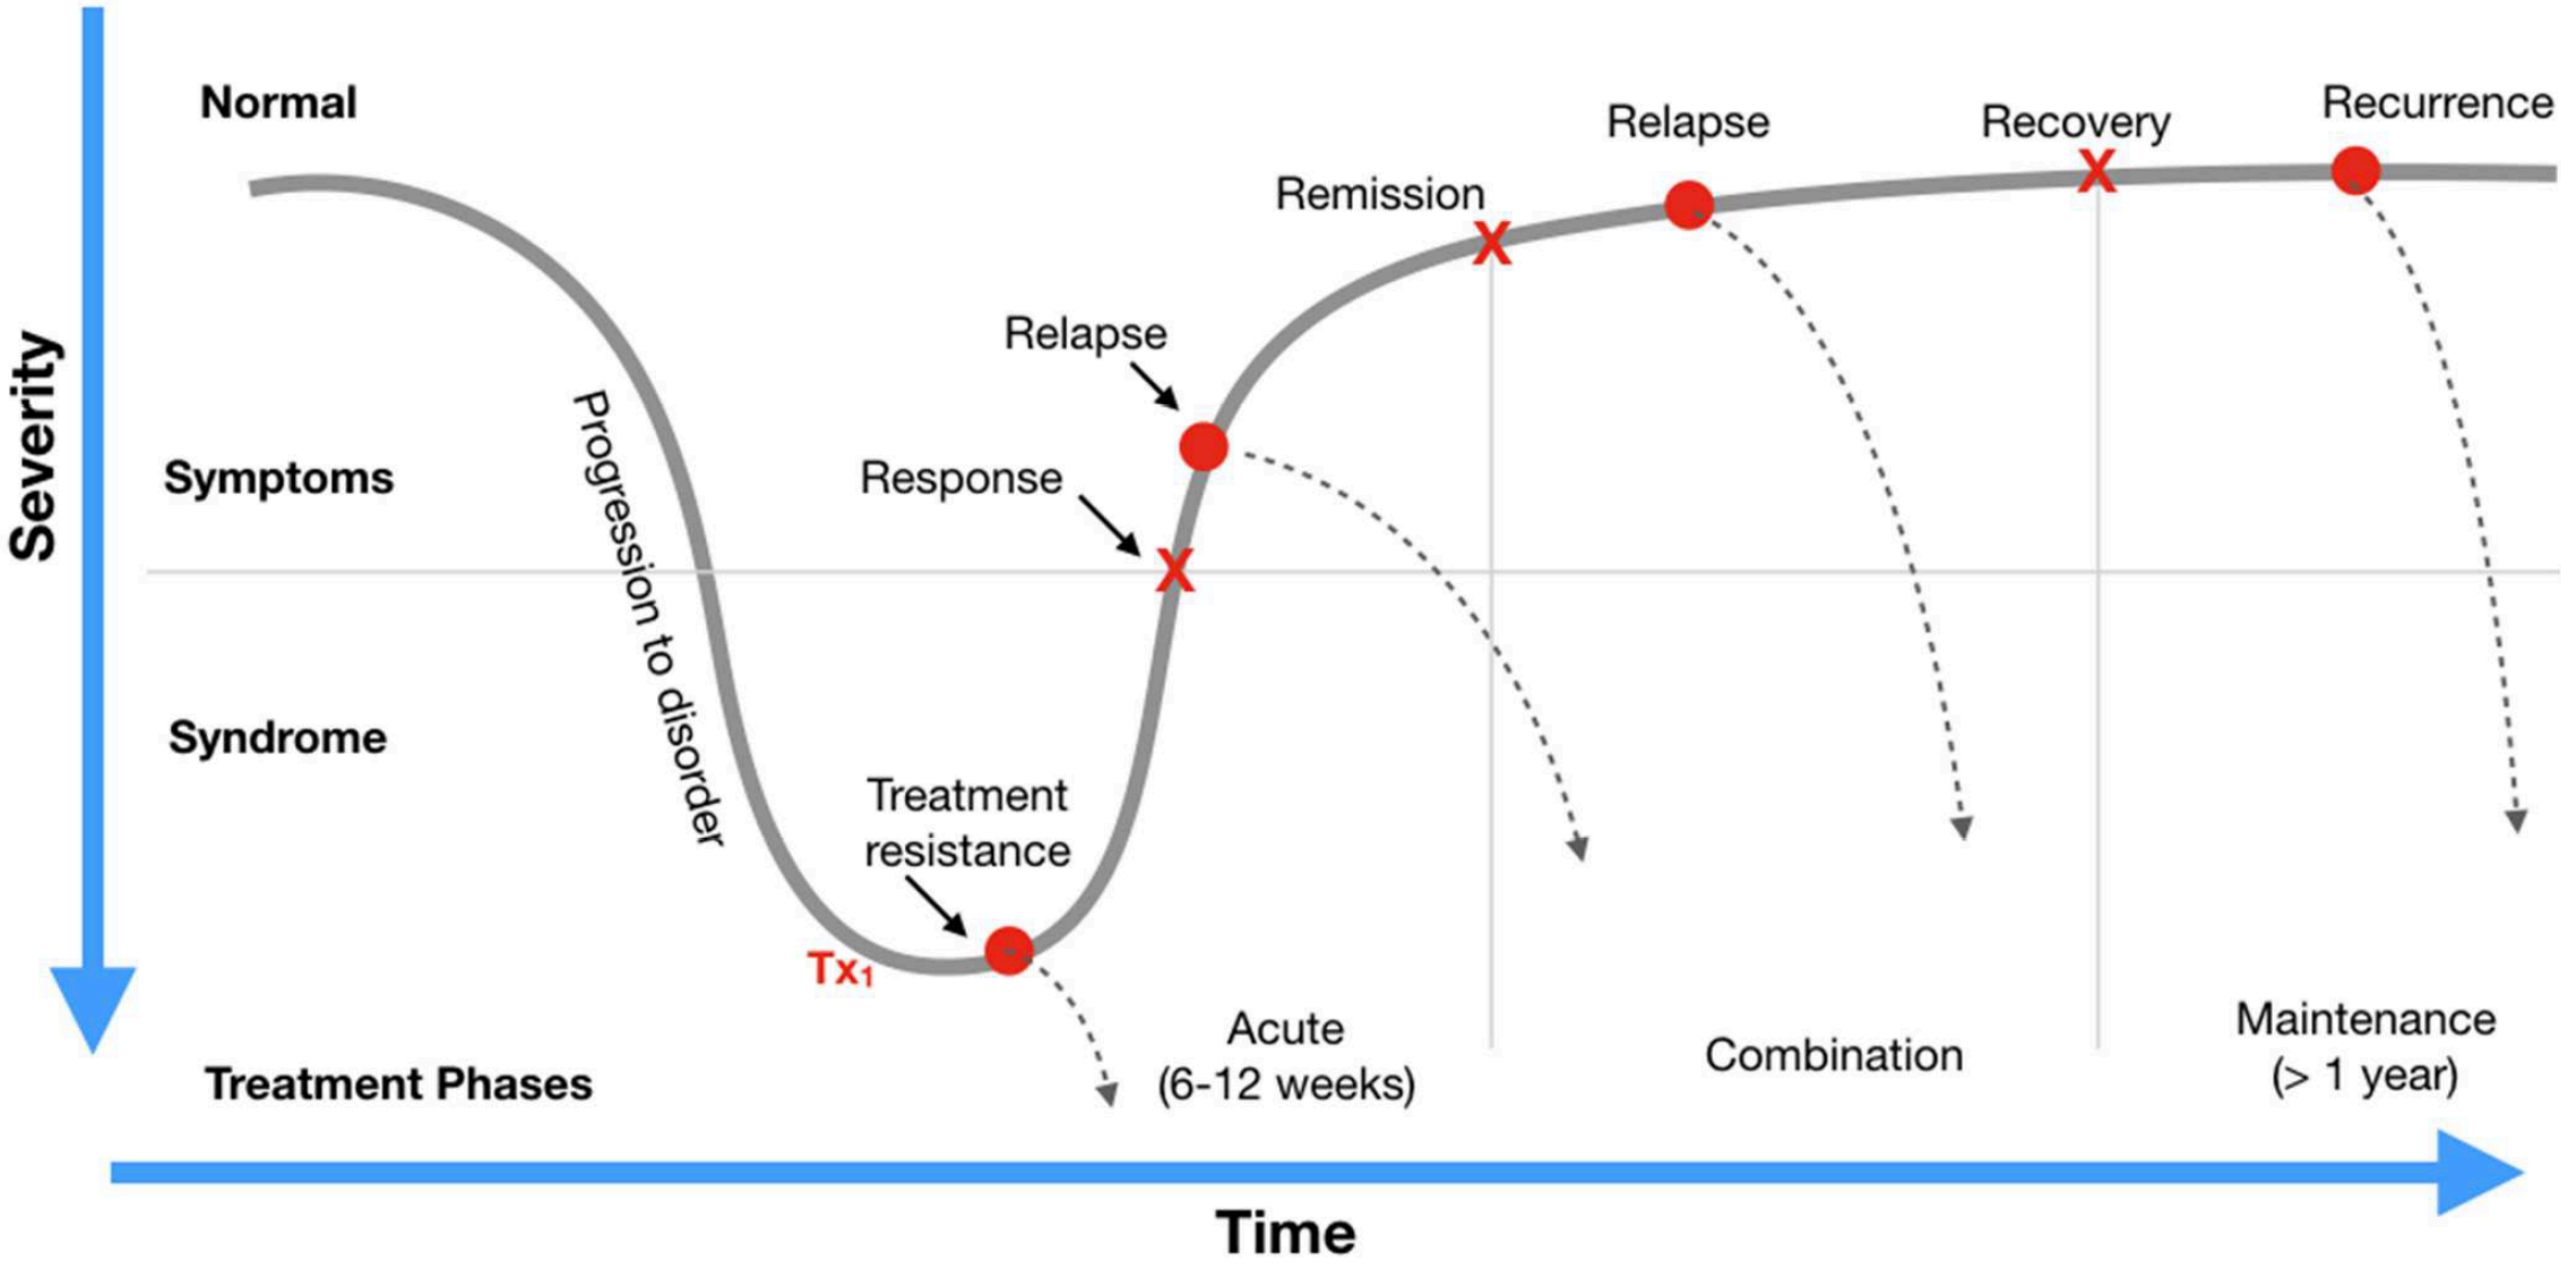 Normal
Relapse
Recovery
Recurrence
Remission
Relapse
Severity
Symptoms
Response
Progression to disorder
Syndrome
Treatment
resistance
Tx₁
Treatment Phases
Acute
(6-12 weeks)
Combination
Maintenance
(> 1 year)
Time
X
X
X